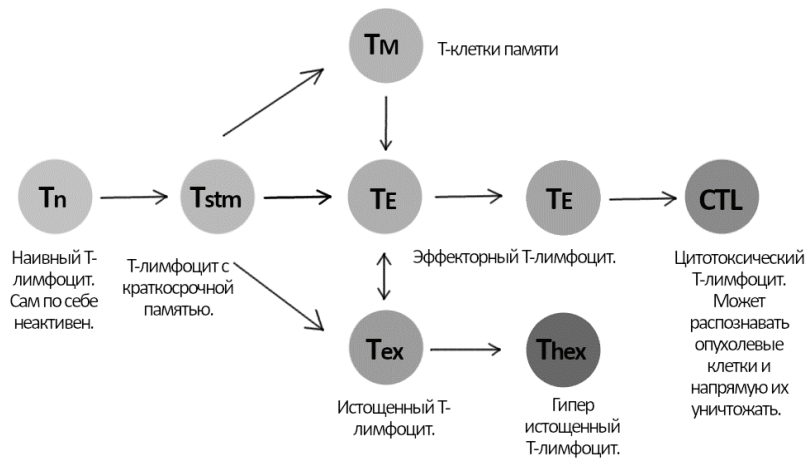 Tм
Т-клетки памяти
Tn
Tstm
TE
TE
CTL
Наивный Т-
лимфоцит.
Сам по себе
неактивен.
Т-лимфоцит с
краткосрочной
памятью.
Эффекторный Т-лимфоцит.
Цитотоксический
Т-лимфоцит.
Может
распознавать
опухолевые
клетки и
напрямую их
уничтожать.
Tex
Thex
Истощенный Т-
лимфоцит.
Гипер
истощенный
Т-лимфоцит.